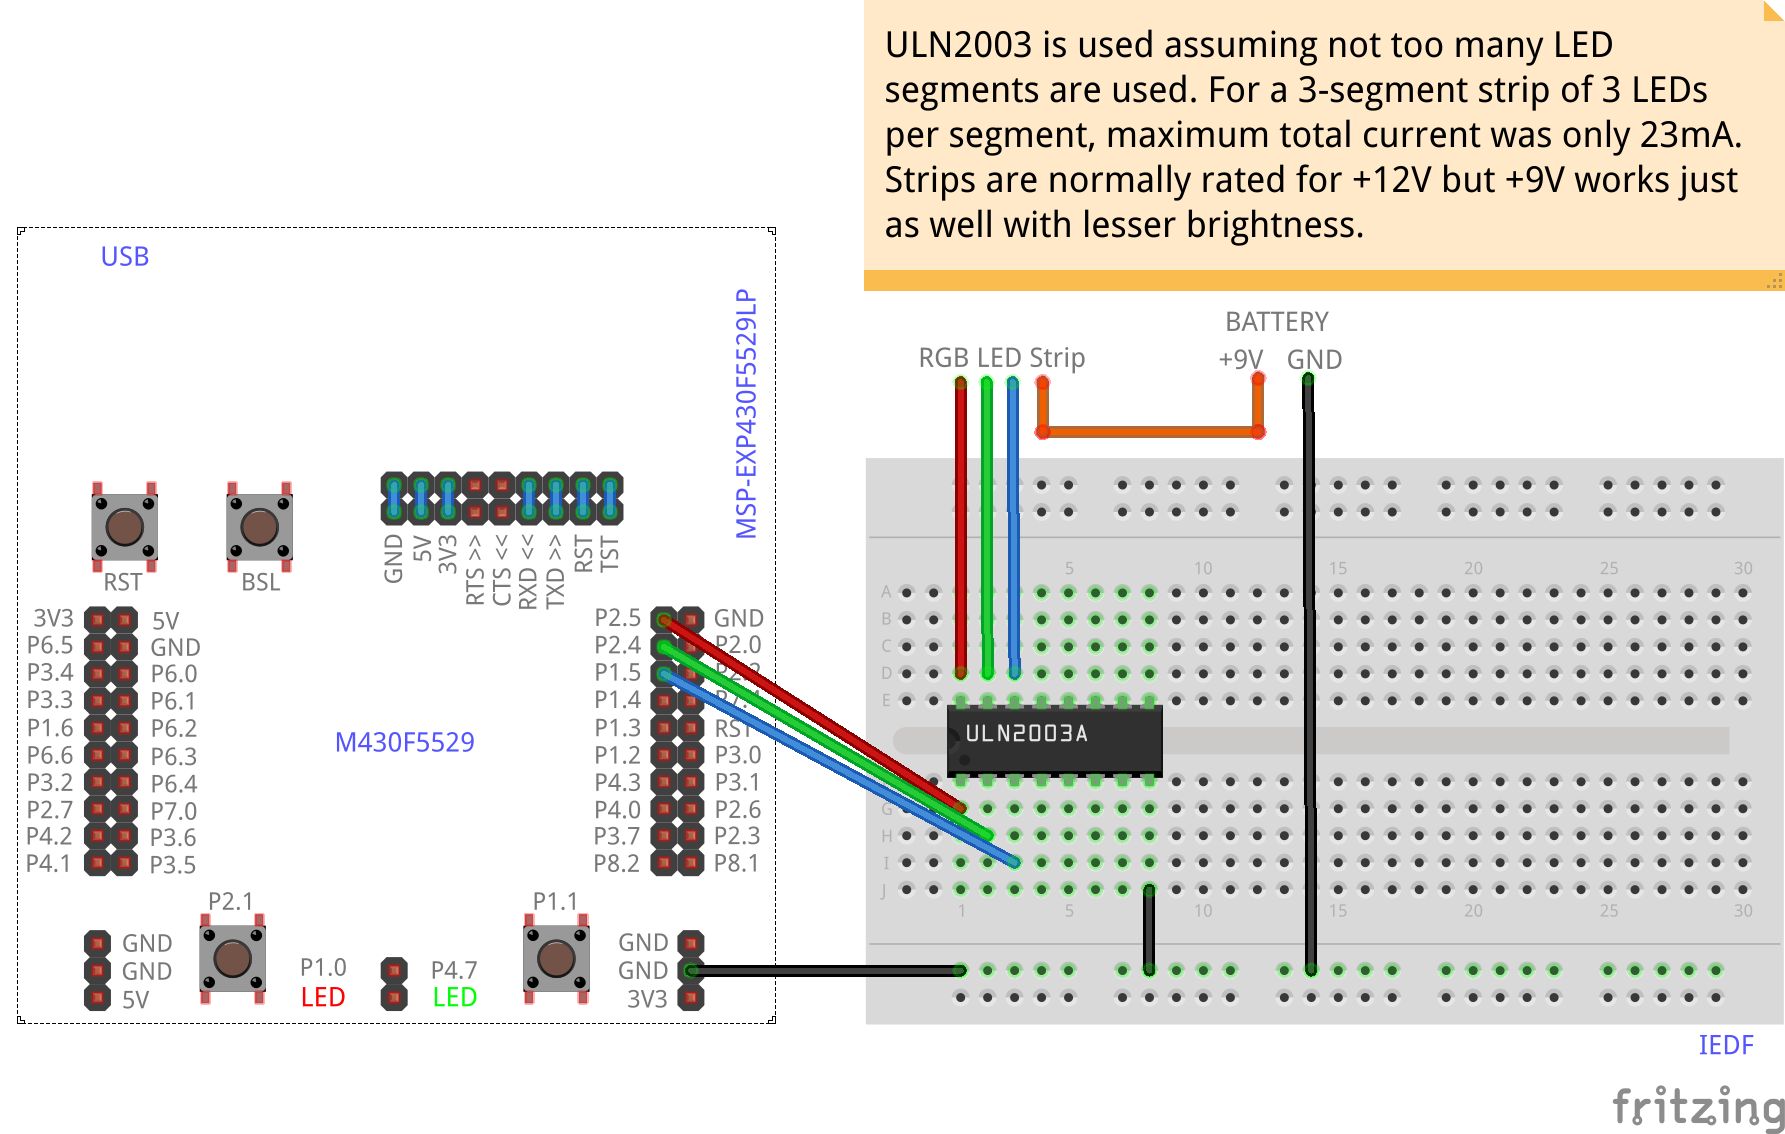 ULN2003 is used assuming not too many LED
segments are used. For a 3-segment strip of 3 LEDs
per segment, maximum total current was only 23mA.
Strips are normally rated for +12V but +9V works just
as well with lesser brightness.
USB
MSP-EXP430F5529LP
BATTERY
RGB LED Strip
+9V GND
RST
BSL
GND
5V
3V3
RTS >>
CTS <<
RXD <<
TXD >>
RST
TST
3V3 5V
P6.5 GND
P3.4 P6.0
P3.3 P6.1
P1.6 P6.2
P6.6 P6.3
P3.2 P6.4
P2.7 P7.0
P4.2 P3.6
P4.1 P3.5
M430F5529
P2.5 GND
P2.4 P2.0
P1.5
P1.4
P1.3 RST
P1.2 P3.0
P4.3 P3.1
P4.0 P2.6
P3.7 P2.3
P8.2 P8.1
5 10 15 20 25 30
A
B
C
D
E
ULN2003A
G
H
I
J
1 5 10 15 20 25 30
P2.1
P1.1
GND
GND
5V
P1.0
LED
P4.7
LED
GND
GND
3V3
IEDF
fritzing